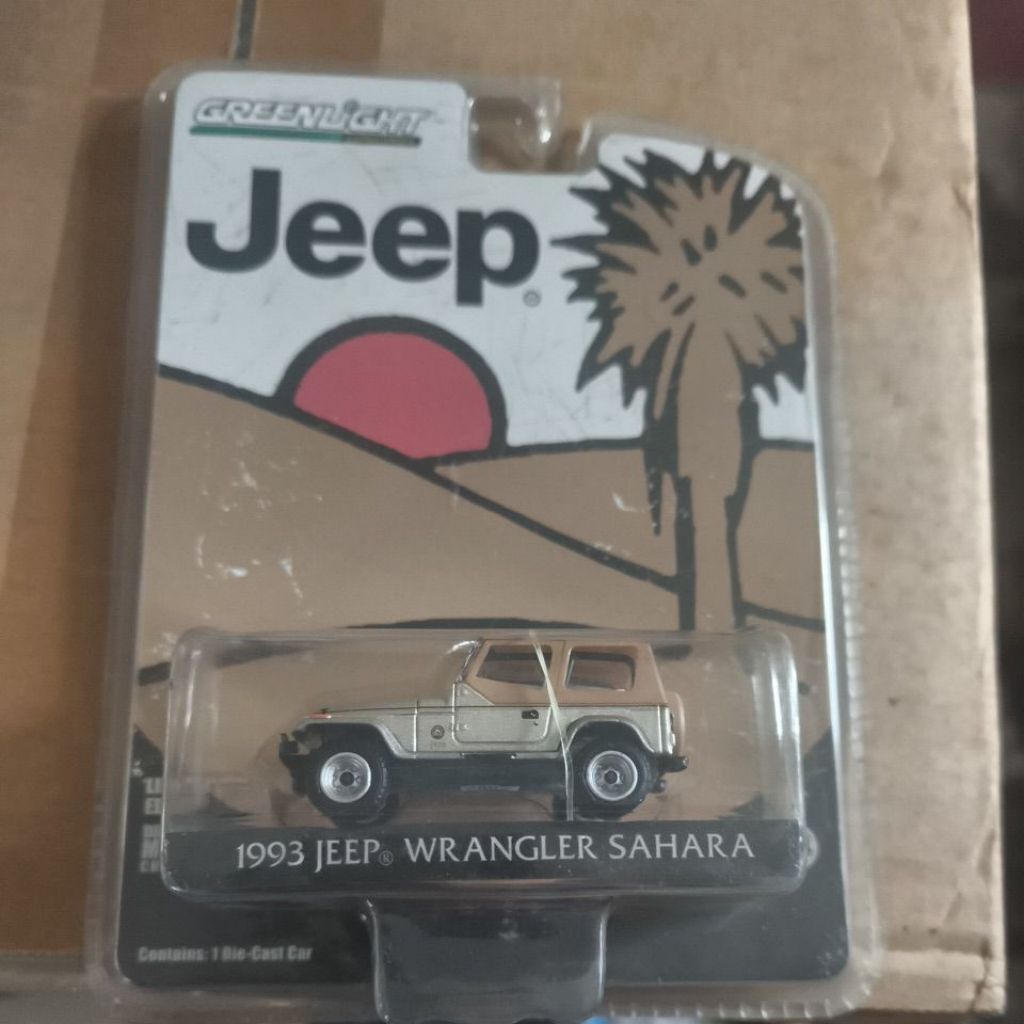 GREENLiGHT
Jeep®
1993 JEEP® WRANGLER SAHARA
Contains: 1 Die-Cast Car